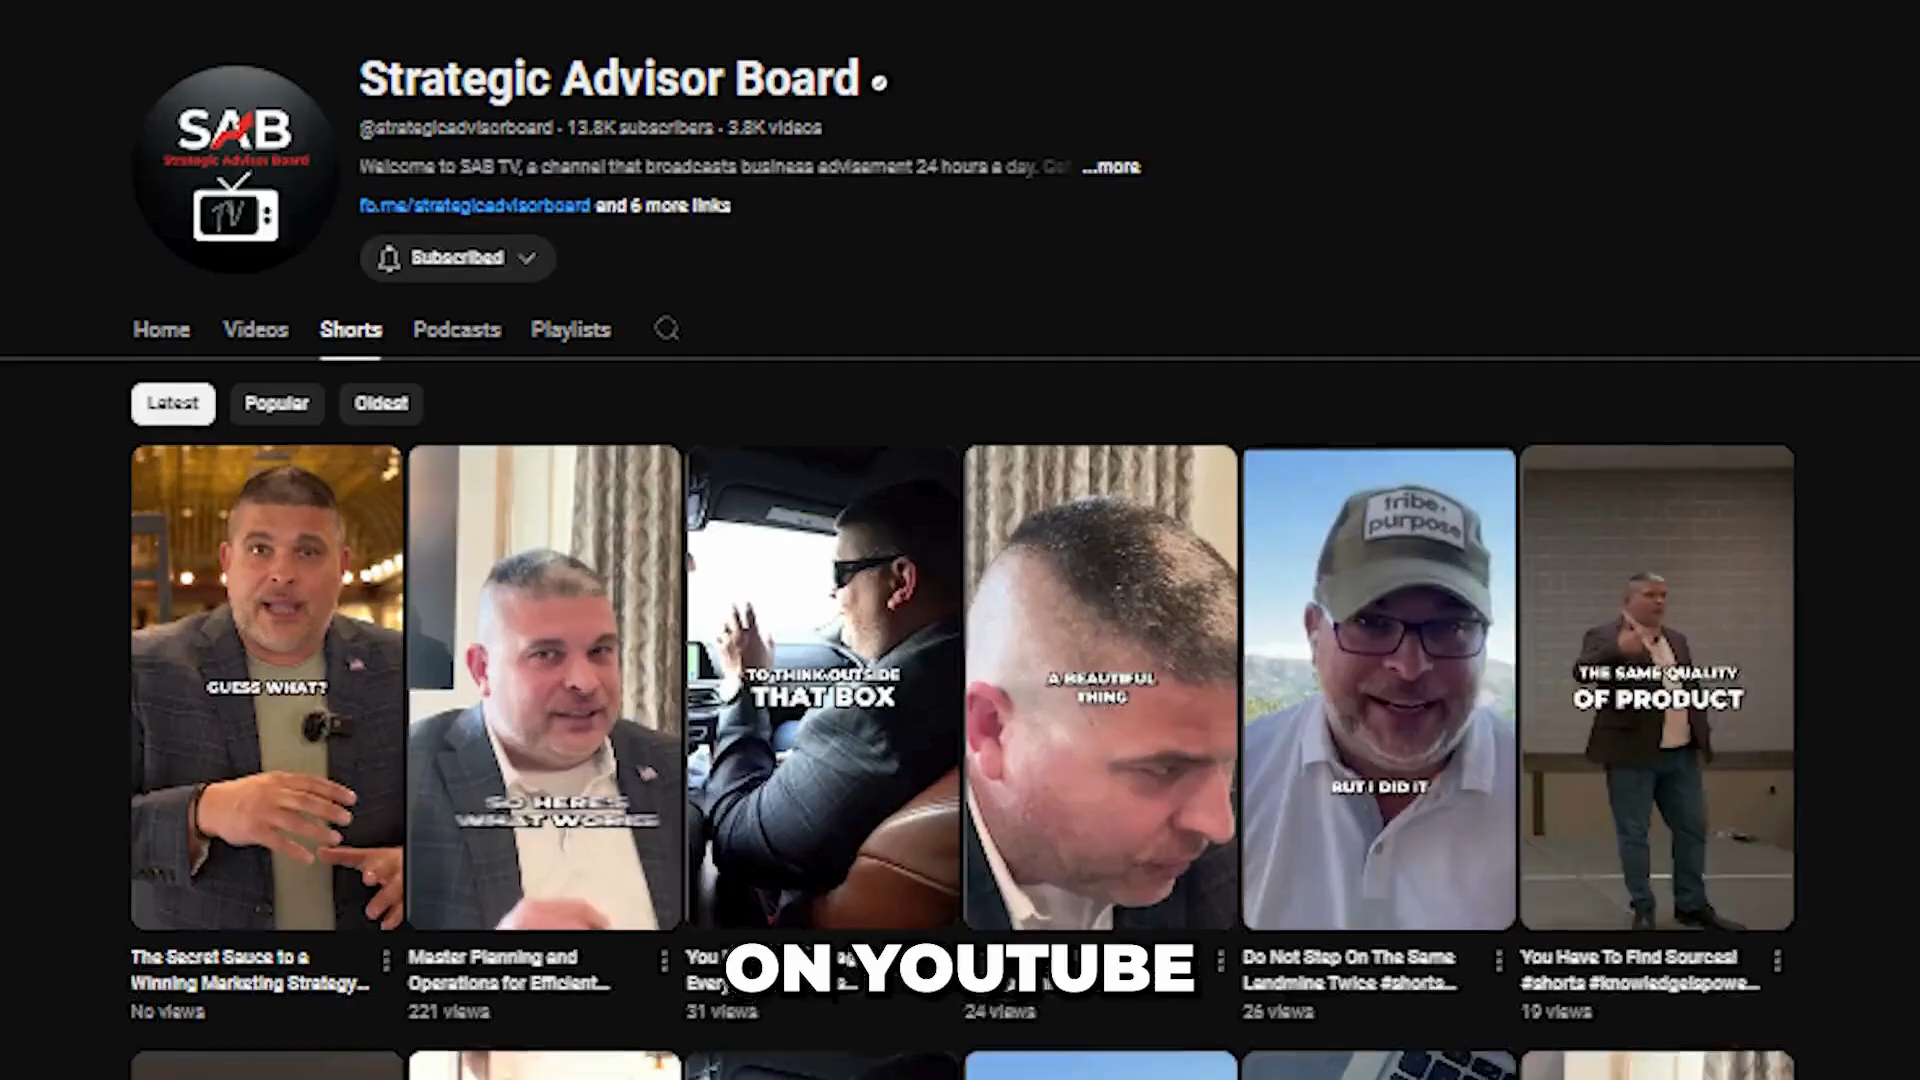 SAB
Strategic Advisor Board
TV
Strategic Advisor Board
@strategicadvisorboard · 13.8K subscribers · 3.8K videos
Welcome to SAB TV, a channel that broadcasts business advisement 24 hours a day. ...more
fb.me/strategicadvisorboard and 6 more links
Subscribed
Home Videos Shorts Podcasts Playlists
Latest Popular Oldest
GUESS WHAT?
SO HERE'S
WHAT WORKS
TO THINK OUTSIDE
THAT BOX
A BEAUTIFUL
THING
tribe.
purpose
BUT I DID IT
THE SAME QUALITY
OF PRODUCT
The Secret Sauce to a
Winning Marketing Strategy...
No views
Master Planning and
Operations for Efficient...
221 views
You
31 views
24 views
Do Not Step On The Same
Landmine Twice #shorts...
26 views
You Have To Find Sources!
#shorts #knowledgeispowe...
19 views
ON YOUTUBE